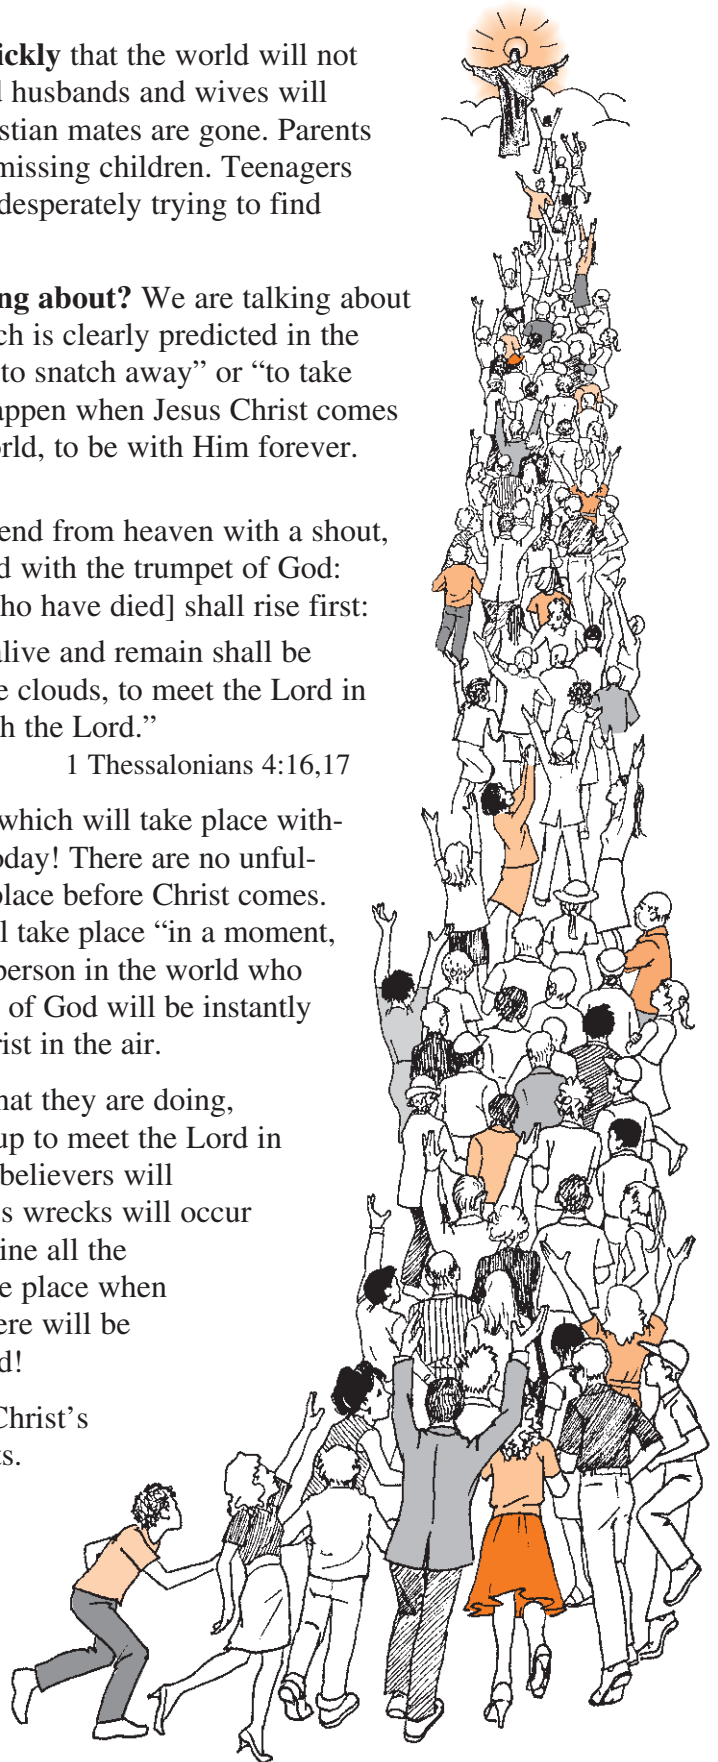 ickly that the world will not
d husbands and wives will
istian mates are gone. Parents
missing children. Teenagers
desperately trying to find
ng about? We are talking about
ch is clearly predicted in the
to snatch away” or “to take
appen when Jesus Christ comes
orld, to be with Him forever.
end from heaven with a shout,
d with the trumpet of God:
ho have died] shall rise first:
alive and remain shall be
e clouds, to meet the Lord in
h the Lord.”
1 Thessalonians 4:16,17
which will take place with-
oday! There are no unful-
place before Christ comes.
l take place “in a moment,
person in the world who
of God will be instantly
rist in the air.
hat they are doing,
up to meet the Lord in
believers will
s wrecks will occur
ine all the
e place when
ere will be
d!
Christ’s
ts.